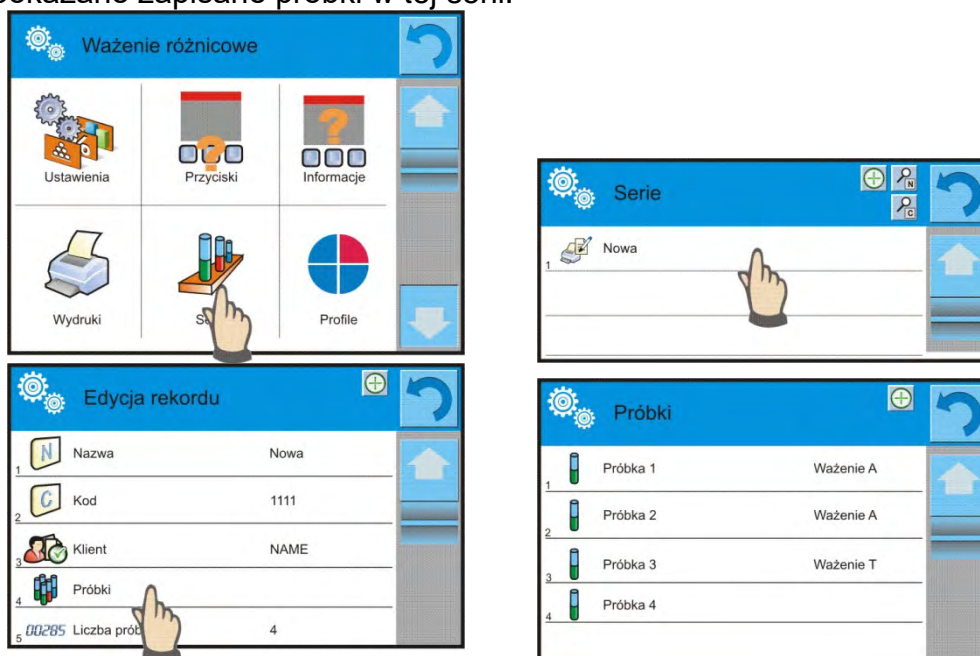 zapisane próbki w tej serii.
Ważenie różnicowe
Ustawienia
Przyciski
Informacje
Wydruki
Profile
Serie
N
C
1 Nowa
Edycja rekordu
1 N Nazwa Nowa
2 C Kod 1111
3 Klient NAME
4 Próbki
5 00285 Liczba prób 4
Próbki
1 Próbka 1 Ważenie A
2 Próbka 2 Ważenie A
3 Próbka 3 Ważenie T
4 Próbka 4